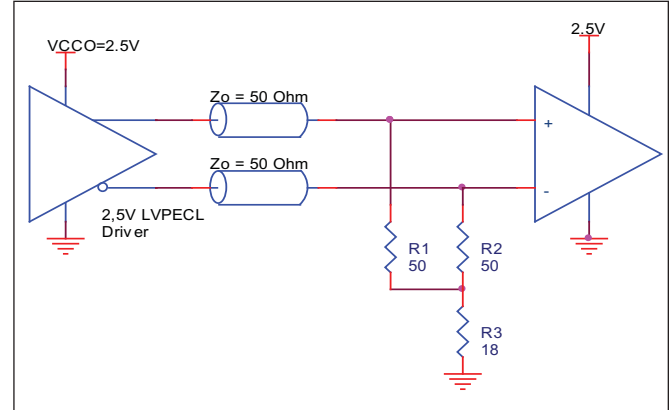 VCCO=2.5V
2.5V
Zo = 50 Ohm
+
Zo = 50 Ohm
-
2,5V LVPECL
Driver
R1
50
R2
50
R3
18